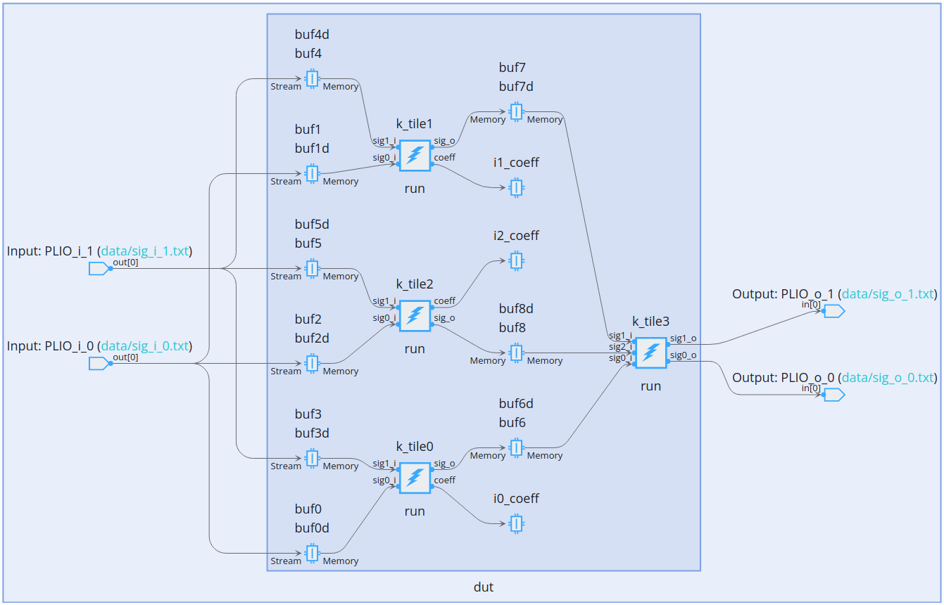 buf4d
buf4
Stream
Memory
buf7
buf7d
Memory
Memory
k_tile1
sig1_i
sig0_i
sig_o
coeff
run
buf1
buf1d
Stream
Memory
i1_coeff
buf5d
buf5
Stream
Memory
i2_coeff
Input: PLIO_i_1 (data/sig_i_1.txt)
out[0]
k_tile2
sig1_i
sig0_i
coeff
sig_o
run
buf8d
buf8
Memory
Memory
Output: PLIO_o_1 (data/sig_o_1.txt)
in[0]
buf2
buf2d
Stream
Memory
k_tile3
sig1_i
sig2_i
sig0_i
sig1_o
sig0_o
run
Input: PLIO_i_0 (data/sig_i_0.txt)
out[0]
Output: PLIO_o_0 (data/sig_o_0.txt)
in[0]
buf3
buf3d
Stream
Memory
buf6d
buf6
Memory
Memory
k_tile0
sig1_i
sig0_i
sig_o
coeff
run
i0_coeff
buf0
buf0d
Stream
Memory
dut